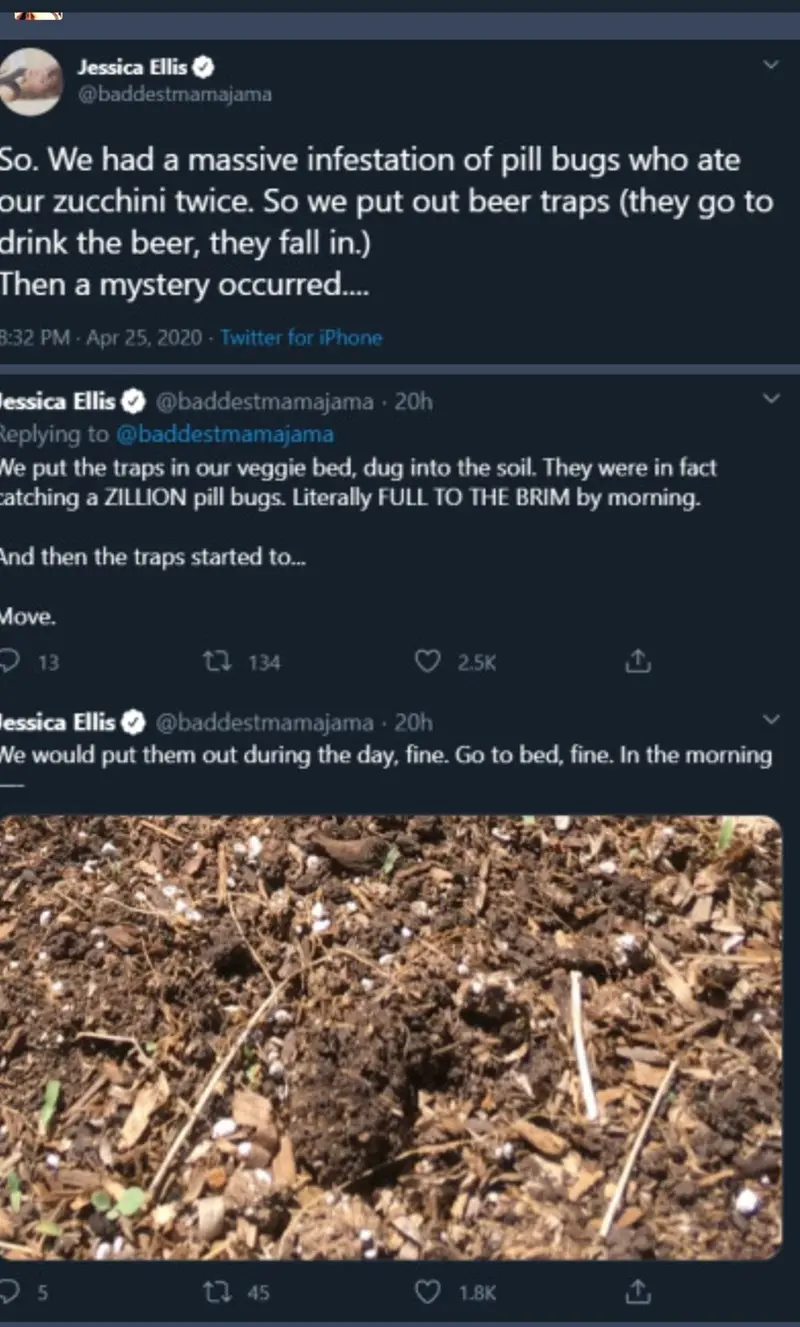 Jessica Ellis
@baddestmamajama
So. We had a massive infestation of pill bugs who ate
our zucchini twice. So we put out beer traps (they go to
drink the beer, they fall in.)
Then a mystery occurred....
8:32 PM · Apr 25, 2020 · Twitter for iPhone
Jessica Ellis @baddestmamajama · 20h
Replying to @baddestmamajama
We put the traps in our veggie bed, dug into the soil. They were in fact
catching a ZILLION pill bugs. Literally FULL TO THE BRIM by morning.
And then the traps started to...
Move.
13 134 2.5K
Jessica Ellis @baddestmamajama · 20h
We would put them out during the day, fine. Go to bed, fine. In the morning
—
5 45 1.8K